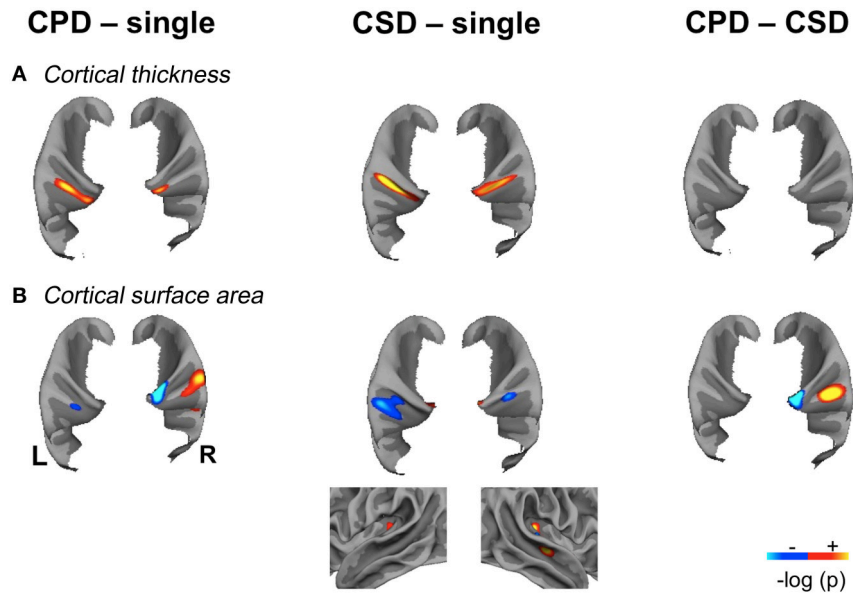 CPD – single CSD – single CPD – CSD
A Cortical thickness
B Cortical surface area
L R
- +
-log (p)